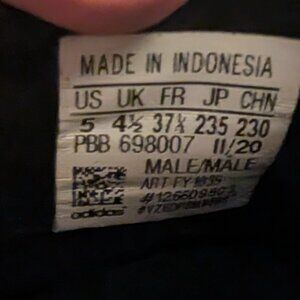 MADE IN INDONESIA
US UK FR JP CHN
5 4½ 37⅓ 235 230
PBB 698007 11/20
MALE/MALE
adidas